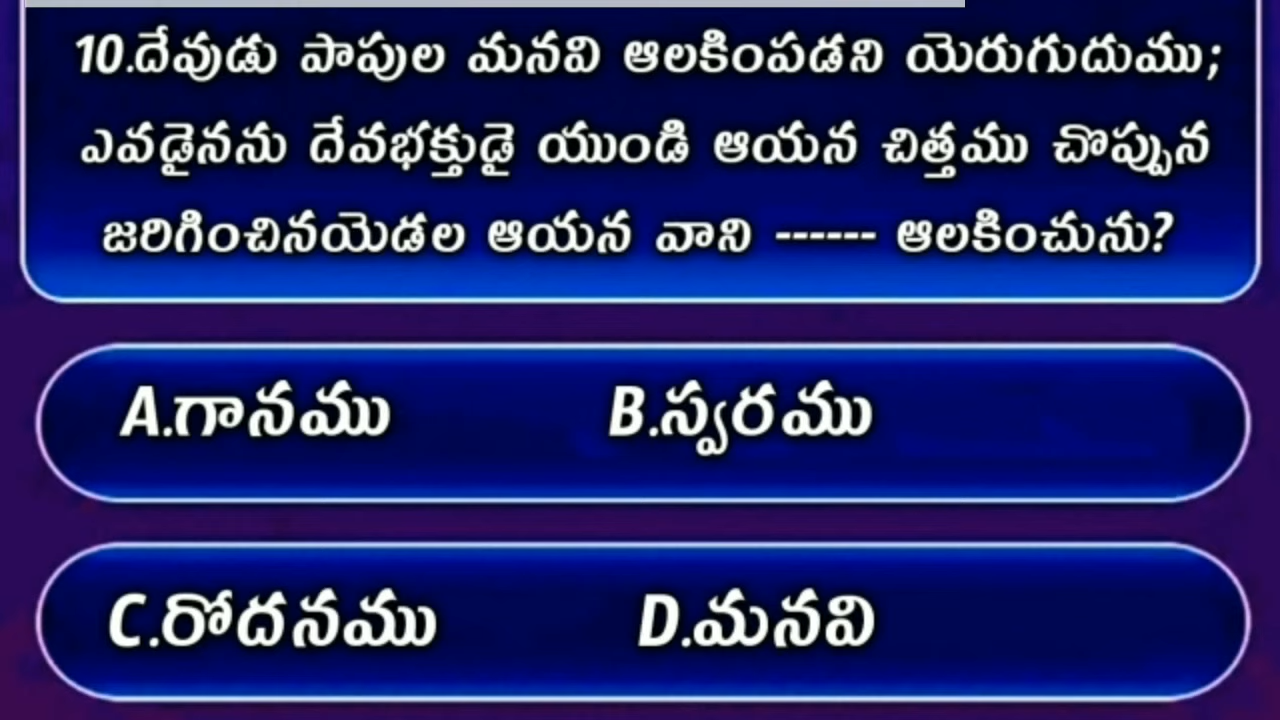 10.దేవుడు పాపుల మనవి ఆలకింపడని యెరుగుదుము;
ఎవడైనను దేవభక్తుడై యుండి ఆయన చిత్తము చొప్పున
జరిగించినయెడల ఆయన వాని ------ ఆలకించును?
A.గానము B.స్వరము
C.రోదనము D.మనవి